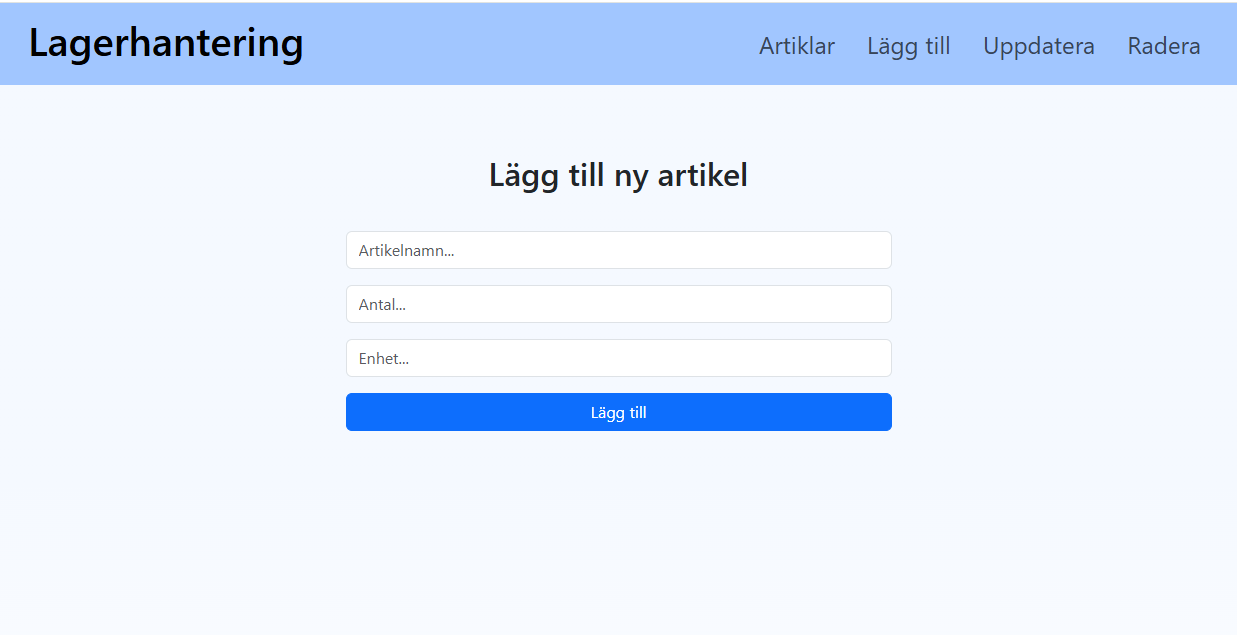 Lagerhantering
Artiklar Lägg till Uppdatera Radera
Lägg till ny artikel
Artikelnamn...
Antal...
Enhet...
Lägg till